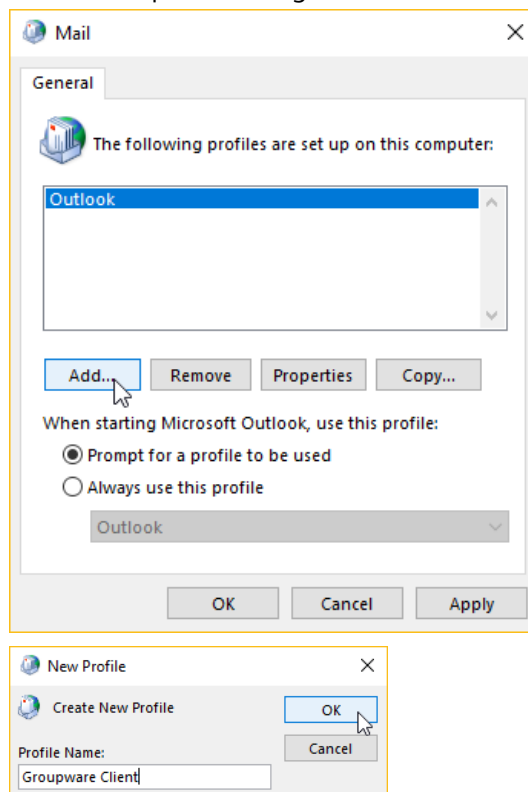 Mail
General
The following profiles are set up on this computer:
Outlook
Add... Remove Properties Copy...
When starting Microsoft Outlook, use this profile:
Prompt for a profile to be used
Always use this profile
Outlook
OK Cancel Apply
New Profile
Create New Profile OK
Profile Name: Cancel
Groupware Client